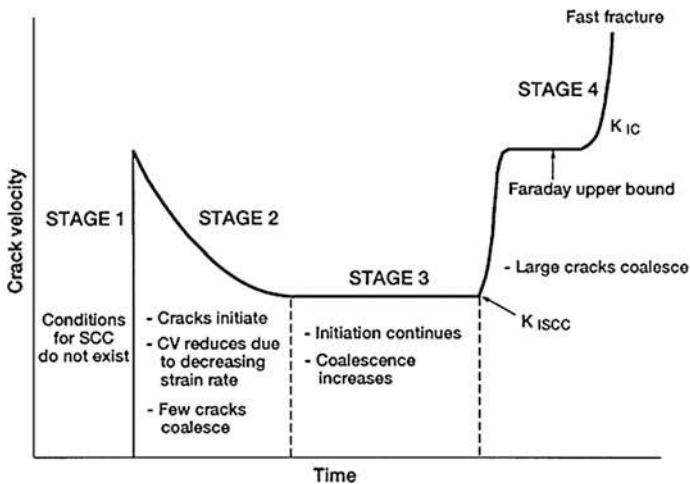 Fast fracture
STAGE 4
K IC
Faraday upper bound
Crack velocity
STAGE 1
STAGE 2
STAGE 3
- Large cracks coalesce
K ISCC
Conditions
for SCC
do not exist
- Cracks initiate
- CV reduces due
to decreasing
strain rate
- Few cracks
coalesce
- Initiation continues
- Coalescence
increases
Time